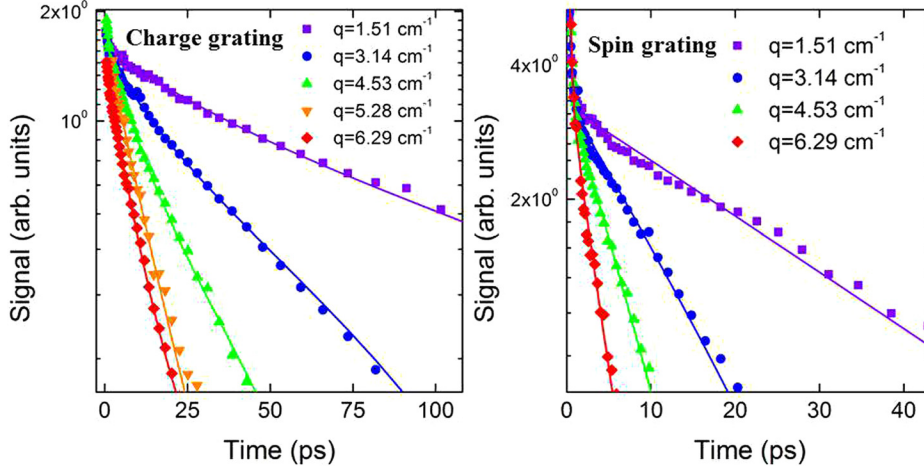 Charge grating
q=1.51 cm⁻¹
q=3.14 cm⁻¹
q=4.53 cm⁻¹
q=5.28 cm⁻¹
q=6.29 cm⁻¹
2x10⁰
10⁰
Signal (arb. units)
0 25 50 75 100
Time (ps)
Spin grating
q=1.51 cm⁻¹
q=3.14 cm⁻¹
q=4.53 cm⁻¹
q=6.29 cm⁻¹
4x10⁰
2x10⁰
Signal (arb. units)
0 10 20 30 40
Time (ps)